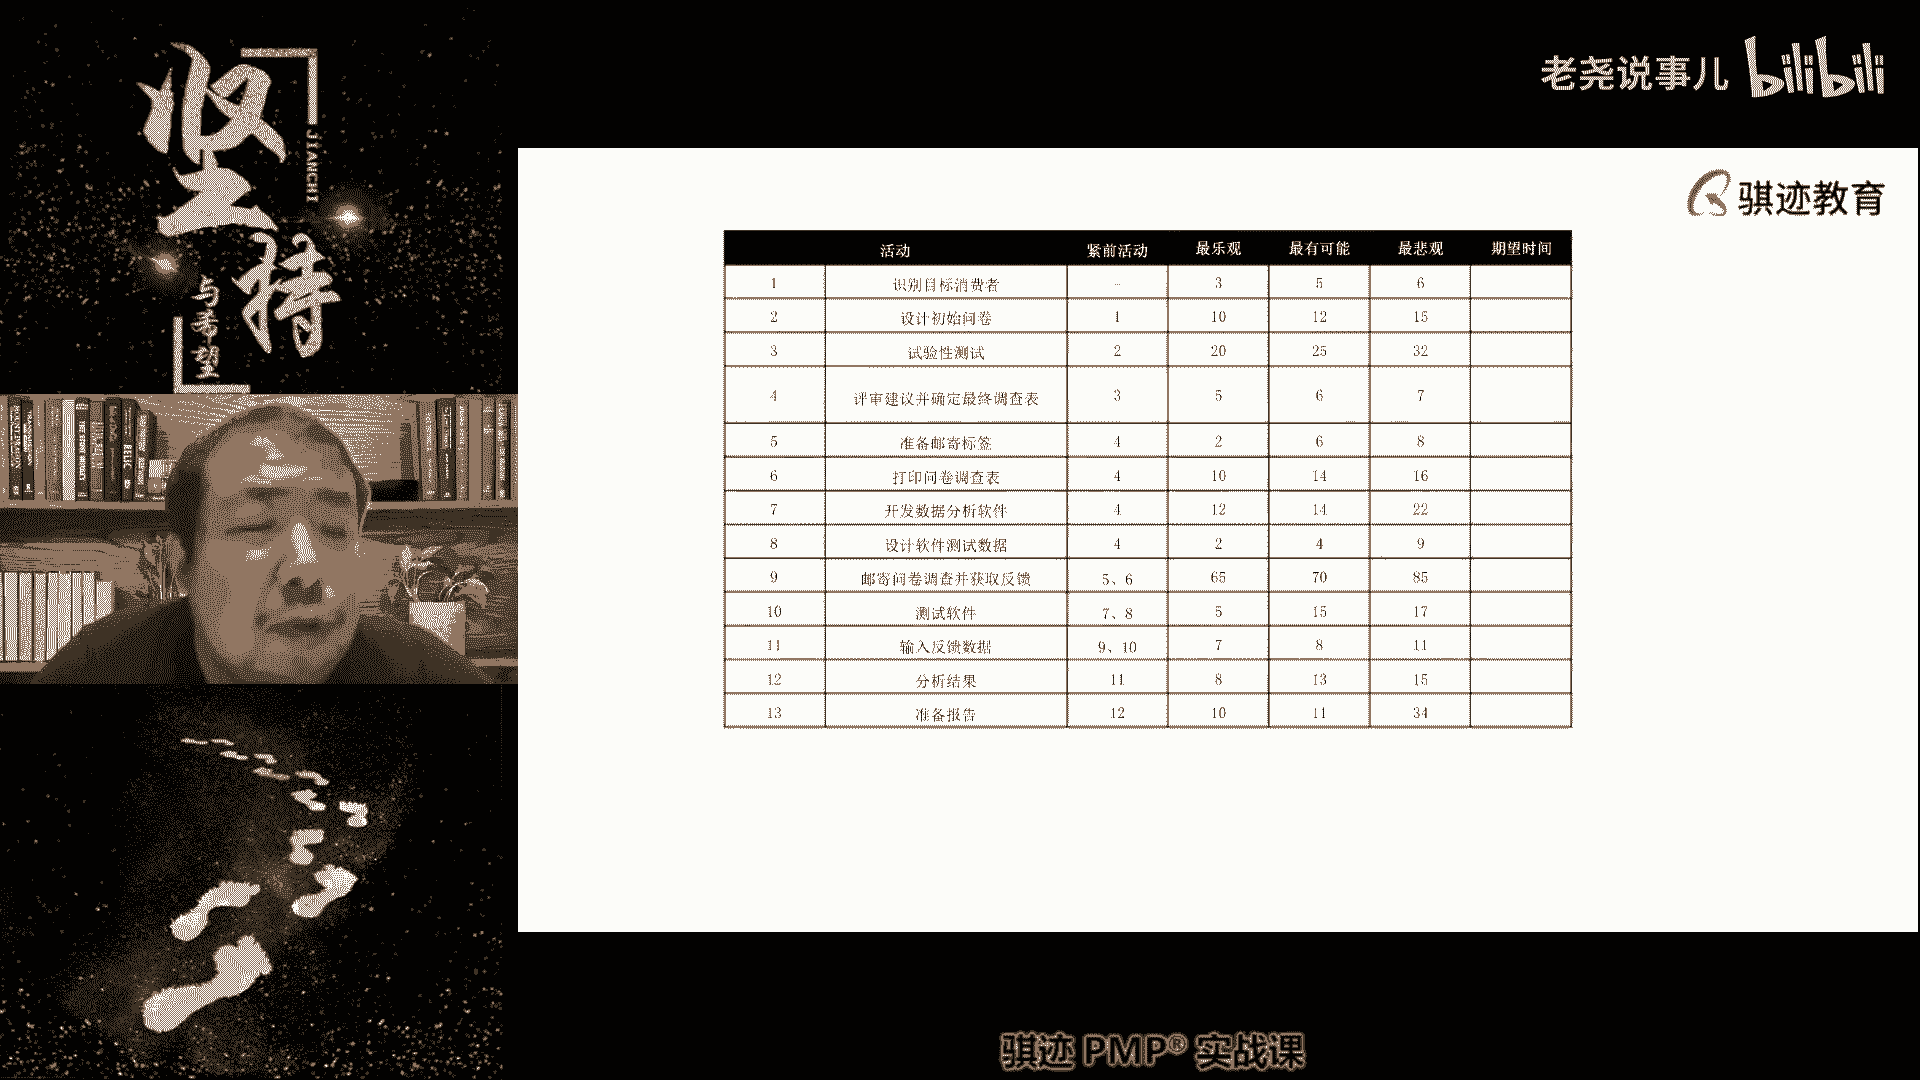 坚持
JIANCHI
与希望
老尧说事儿 bilibili
骐迹教育
活动 紧前活动 最乐观 最有可能 最悲观 期望时间
1 识别目标消费者 - 3 5 6
2 设计初始问卷 1 10 12 15
3 试验性测试 2 20 25 32
4 评审建议并确定最终调查表 3 5 6 7
5 准备邮寄标签 4 2 6 8
6 打印问卷调查表 4 10 14 16
7 开发数据分析软件 4 12 14 22
8 设计软件测试数据 4 2 4 9
9 邮寄问卷调查并获取反馈 5、6 65 70 85
10 测试软件 7、8 5 15 17
11 输入反馈数据 9、10 7 8 11
12 分析结果 11 8 13 15
13 准备报告 12 10 11 34
骐迹 PMP® 实战课